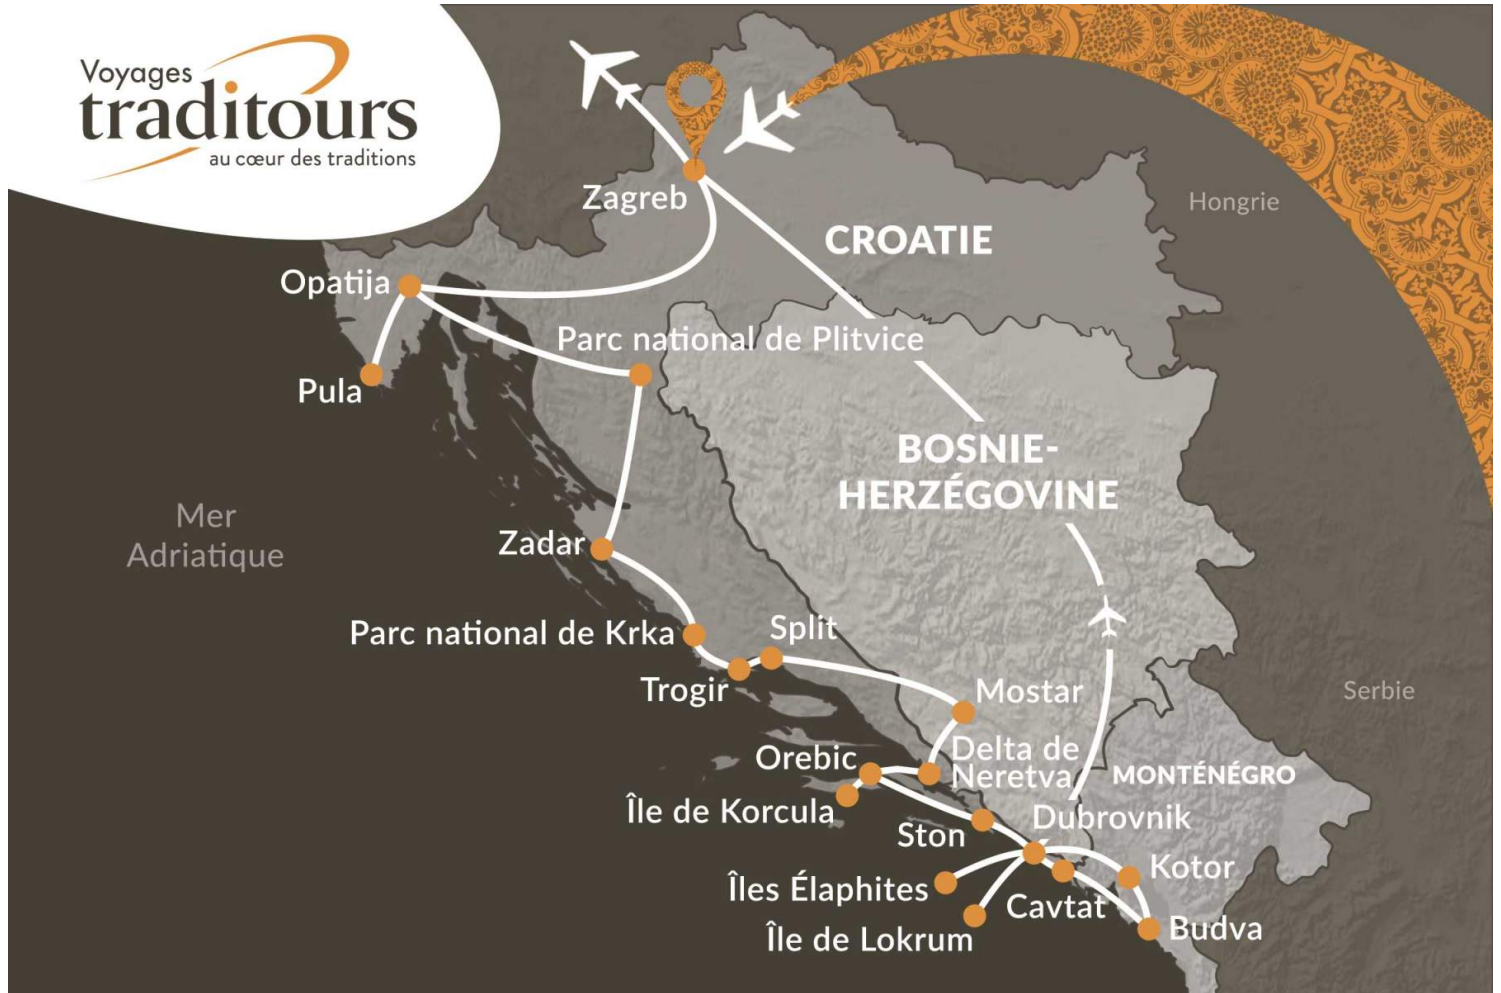 Voyages
traditours
au cœur des traditions
Zagreb
Hongrie
CROATIE
Opatija
Parc national de Plitvice
Pula
BOSNIE-
HERZÉGOVINE
Mer
Adriatique
Zadar
Parc national de Krka
Split
Trogir
Mostar
Serbie
Orebic
Delta de
Neretva
MONTÉNÉGRO
Île de Korcula
Ston
Dubrovnik
Kotor
Îles Élaphites
Cavtat
Budva
Île de Lokrum